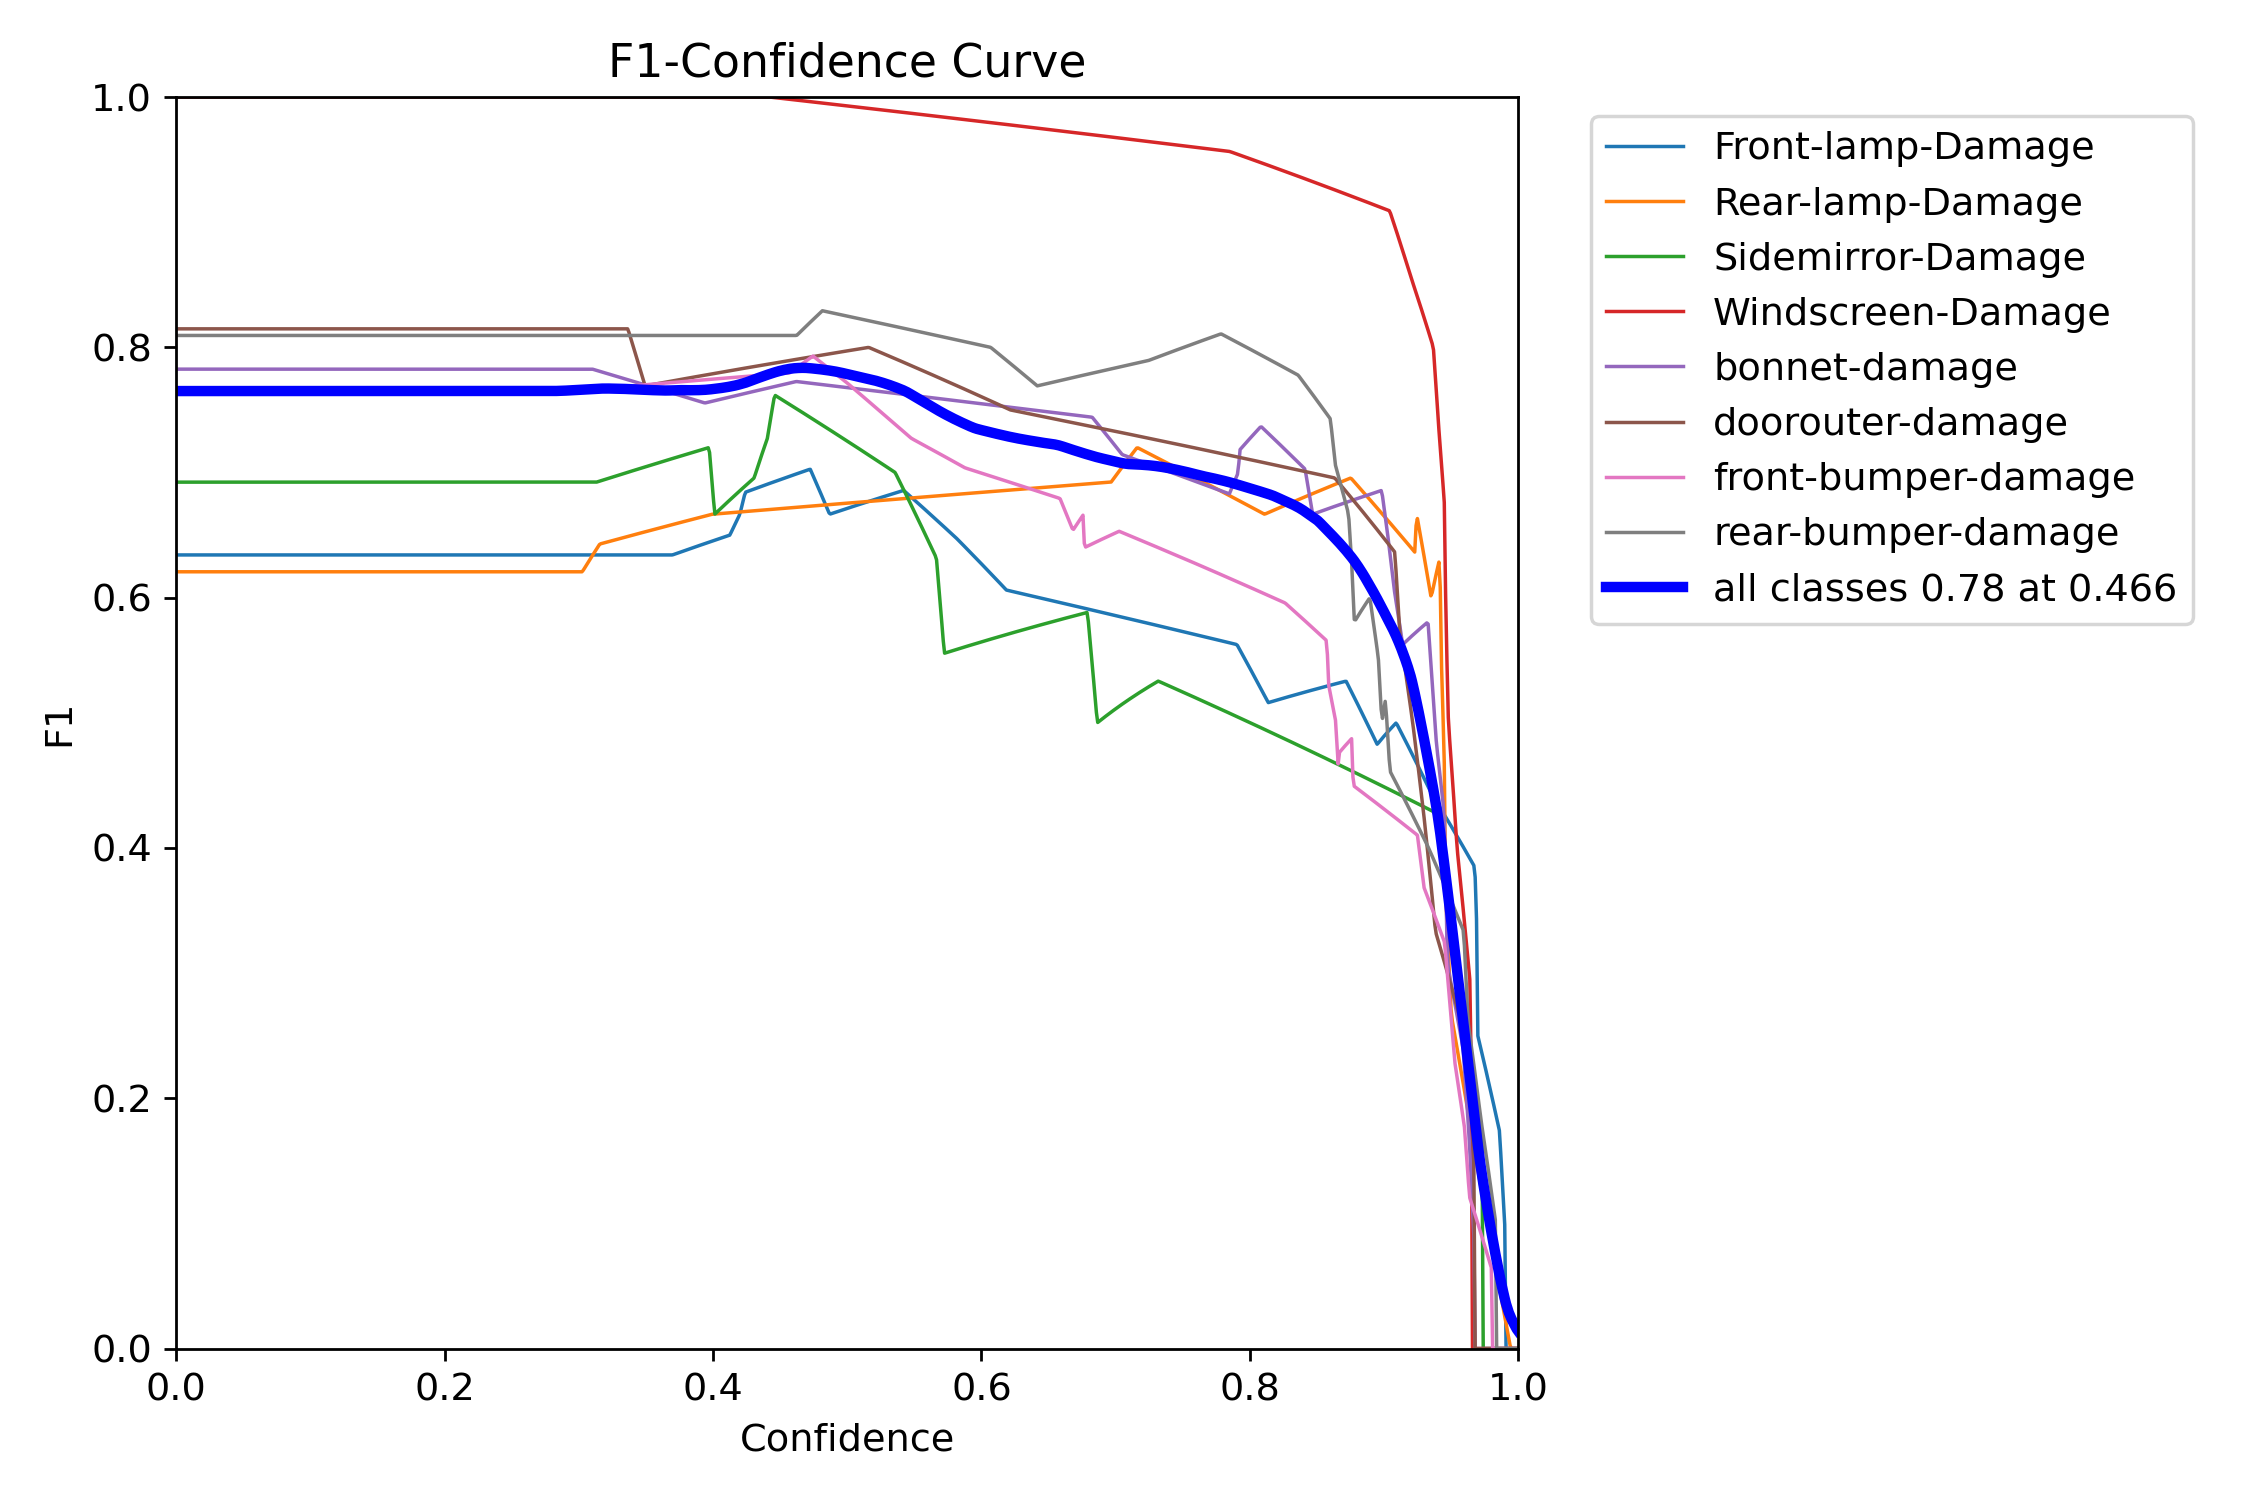 F1-Confidence Curve
1.0
0.8
0.6
0.4
0.2
0.0
F1
0.0 0.2 0.4 0.6 0.8 1.0
Confidence
Front-lamp-Damage
Rear-lamp-Damage
Sidemirror-Damage
Windscreen-Damage
bonnet-damage
doorouter-damage
front-bumper-damage
rear-bumper-damage
all classes 0.78 at 0.466